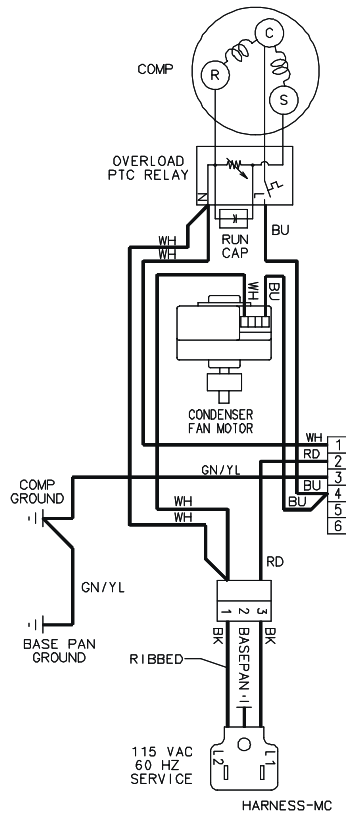 C
COMP
R
S
OVERLOAD
PTC RELAY
N
L
RUN
CAP
BU
WH
WH
WH
BU
CONDENSER
FAN MOTOR
WH
1
RD
2
GN/YL
3
COMP
GROUND
BU
4
WH
BU
5
WH
6
RD
GN/YL
BASE PAN
GROUND
1 2 3
BK
BASEPAN
BK
RIBBED
115 VAC
60 HZ
SERVICE
L2
L1
HARNESS-MC